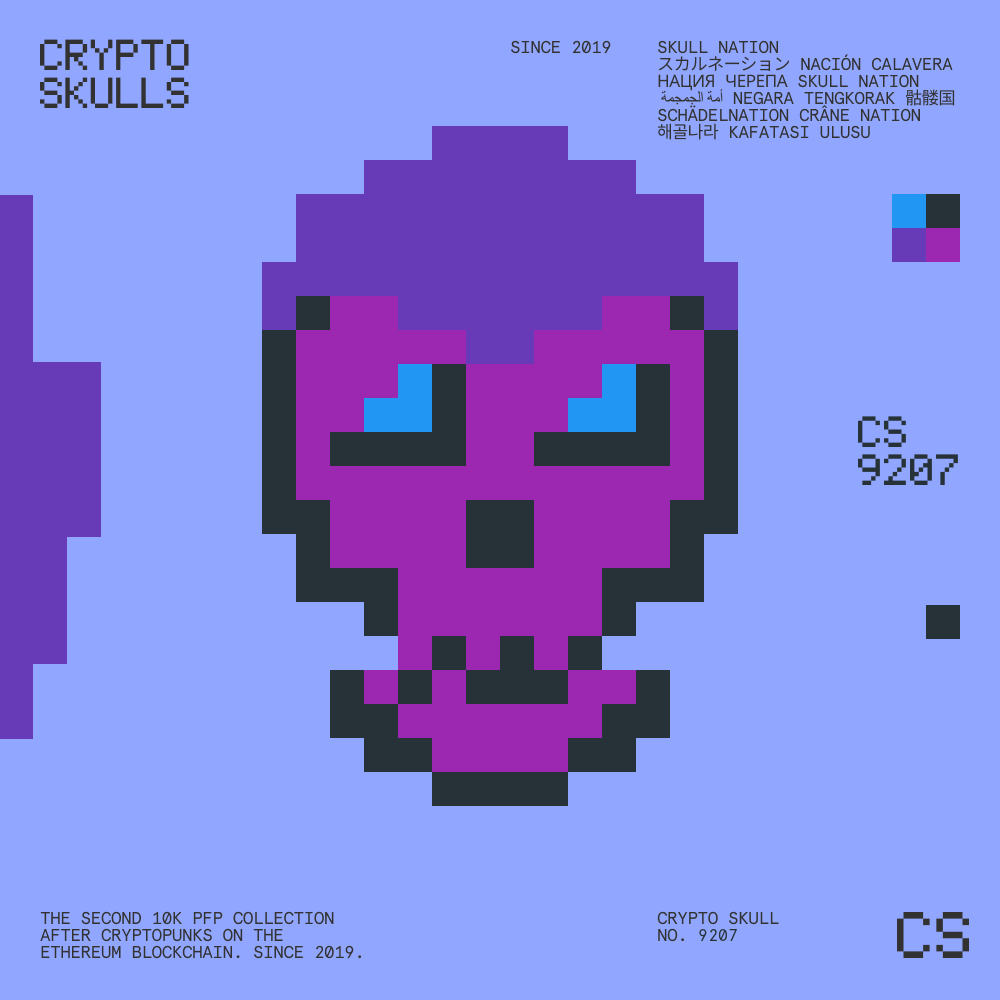 CRYPTO
SKULLS
SINCE 2019
SKULL NATION
スカルネーション NACIÓN CALAVERA
НАЦИЯ ЧЕРЕПА SKULL NATION
أمة الجمجمة NEGARA TENGKORAK 骷髅国
SCHÄDELNATION CRÂNE NATION
해골나라 KAFATASI ULUSU
CS
9207
THE SECOND 10K PFP COLLECTION
AFTER CRYPTOPUNKS ON THE
ETHEREUM BLOCKCHAIN. SINCE 2019.
CRYPTO SKULL
NO. 9207
CS